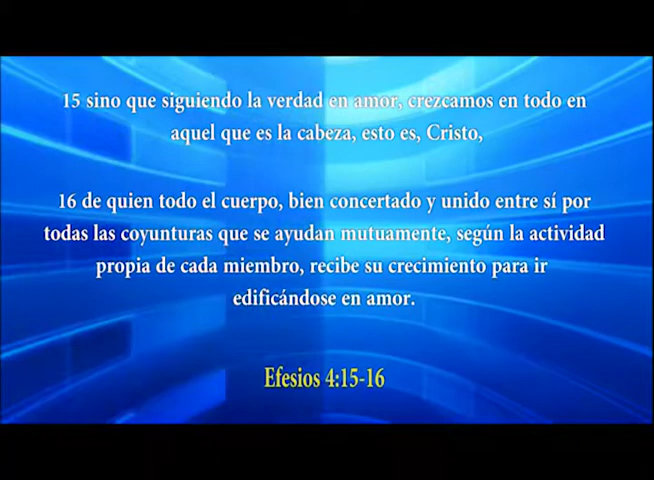 15 sino que siguiendo la verdad en amor, crezcamos en todo en
aquel que es la cabeza, esto es, Cristo,
16 de quien todo el cuerpo, bien concertado y unido entre sí por
todas las coyunturas que se ayudan mutuamente, según la actividad
propia de cada miembro, recibe su crecimiento para ir
edificándose en amor.
Efesios 4:15-16